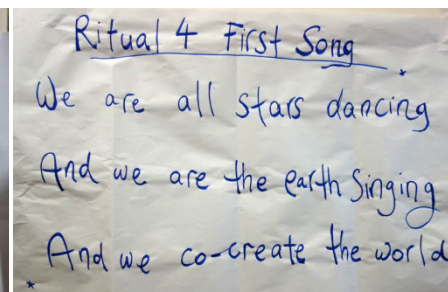 Ritual 4 First Song
We are all stars dancing
And we are the earth Singing
And we co-create the world